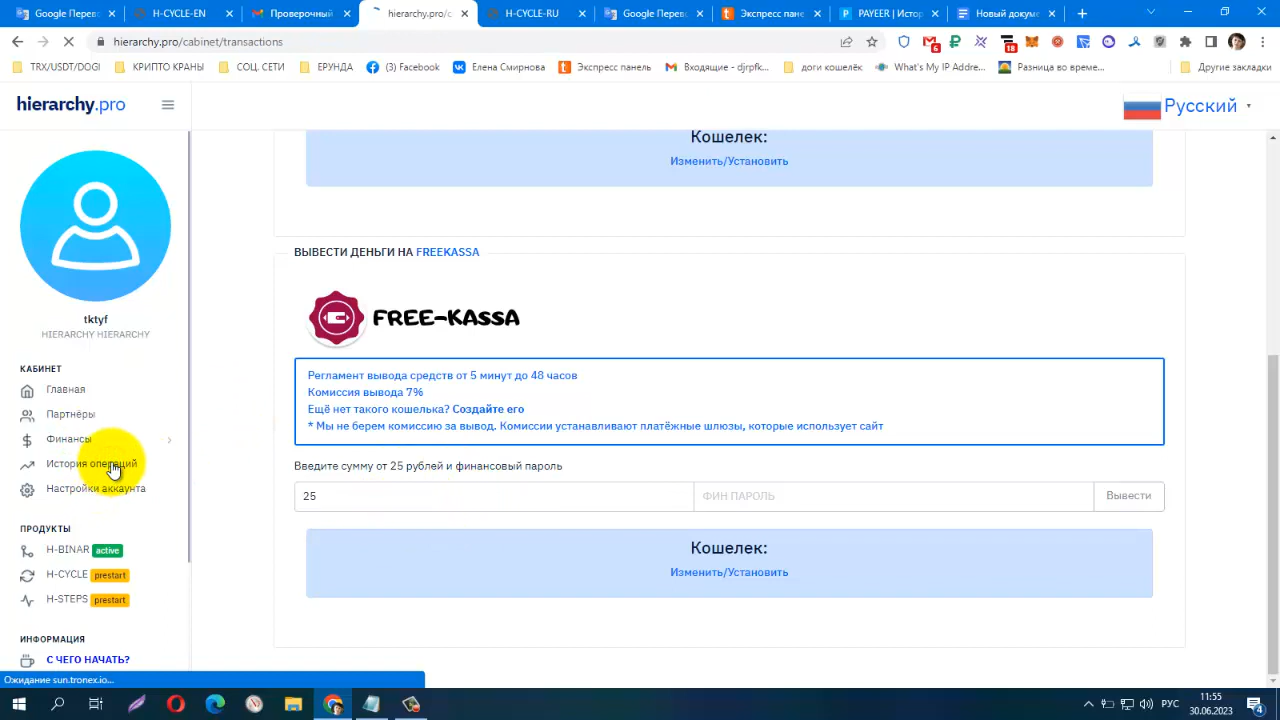 Google Перево
H-CYCLE-EN
Проверочный
hierarchy.pro/c
H-CYCLE-RU
Google Перево
Экспресс пане
PAYEER | Истор
Новый докуме
hierarchy.pro/cabinet/transactions
6
18
TRX/USDT/DOGI
КРИПТО КРАНЫ
СОЦ. СЕТИ
ЕРУНДА
(3) Facebook
Елена Смирнова
Экспресс панель
Входящие - djrpfk...
доги кошелёк
What's My IP Addre...
Разница во време...
Другие закладки
hierarchy.pro
Русский
tktyf
HIERARCHY HIERARCHY
КАБИНЕТ
Главная
Партнёры
Финансы
История операций
Настройки аккаунта
ПРОДУКТЫ
H-BINAR active
H-CYCLE prestart
H-STEPS prestart
ИНФОРМАЦИЯ
С ЧЕГО НАЧАТЬ?
Кошелек:
Изменить/Установить
ВЫВЕСТИ ДЕНЬГИ НА FREEKASSA
FREE-KASSA
Регламент вывода средств от 5 минут до 48 часов
Комиссия вывода 7%
Ещё нет такого кошелька? Создайте его
* Мы не берем комиссию за вывод. Комиссии устанавливают платёжные шлюзы, которые использует сайт
Введите сумму от 25 рублей и финансовый пароль
25
ФИН ПАРОЛЬ
Вывести
Кошелек:
Изменить/Установить
Ожидание sun.tronex.io...
РУС
11:55
30.06.2023
4